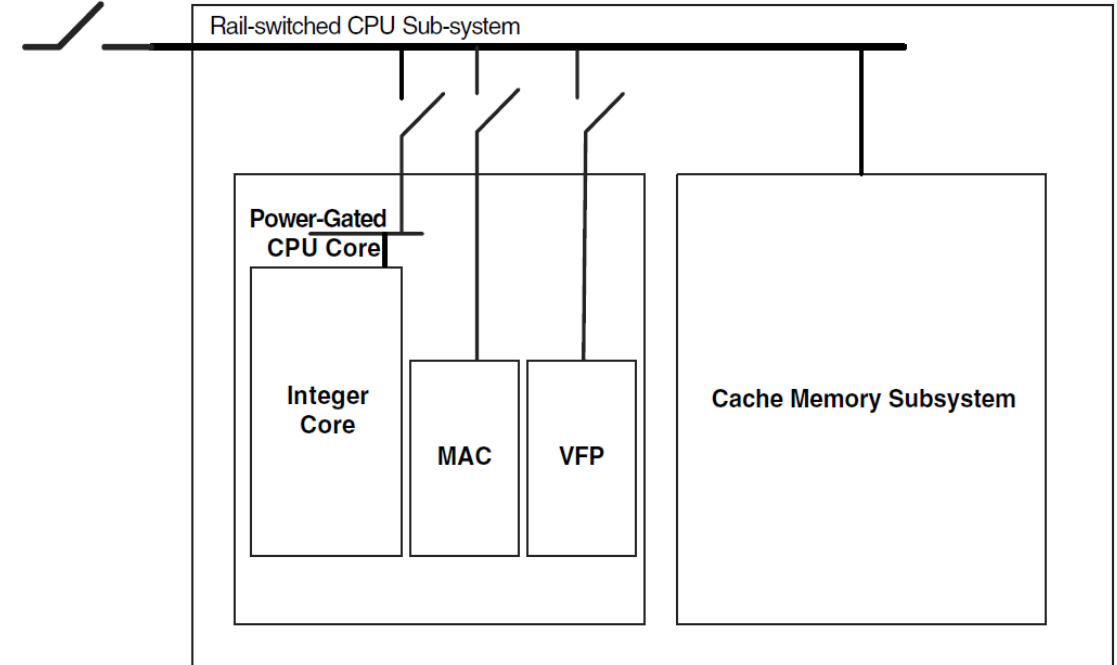 Rail-switched CPU Sub-system
Power-Gated
CPU Core
Integer
Core
MAC
VFP
Cache Memory Subsystem